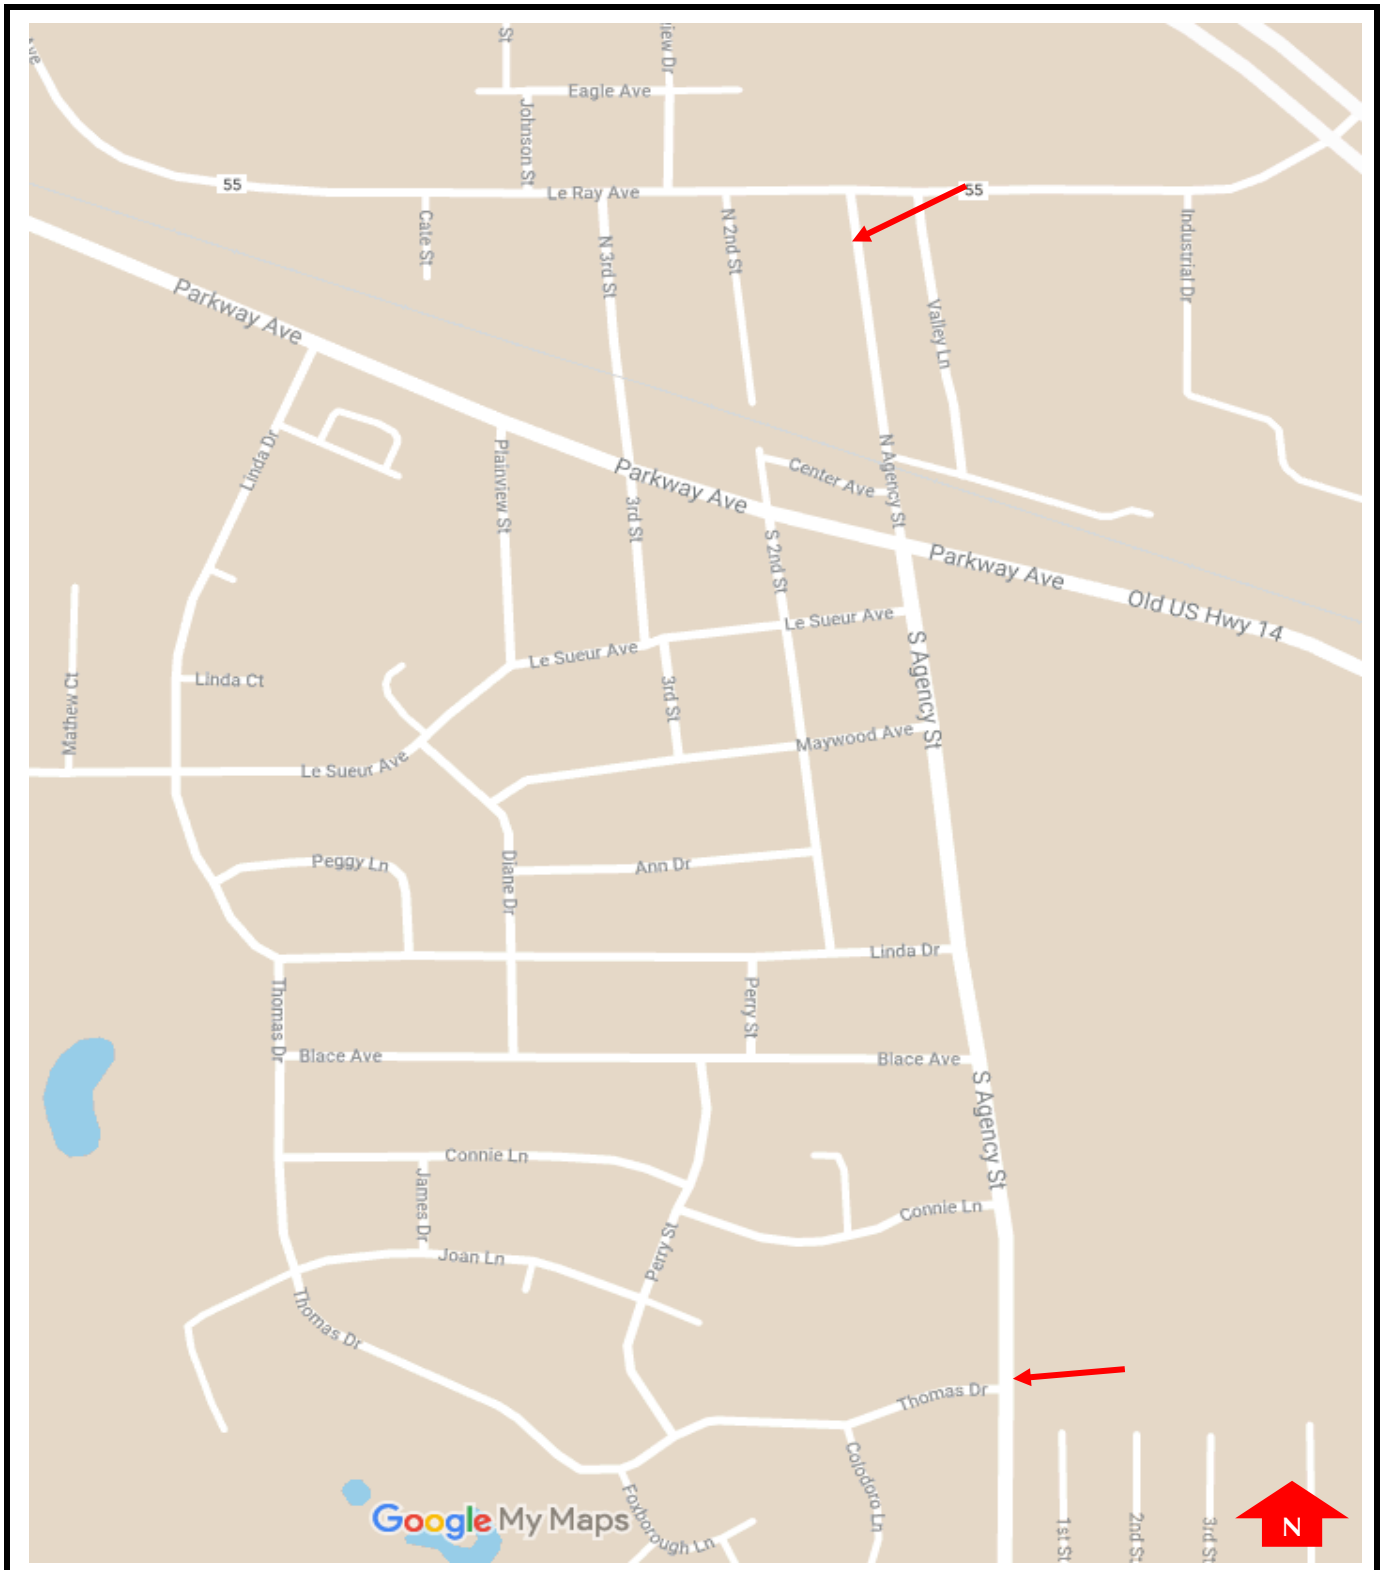 Ave
St
iew Dr
Eagle Ave
Johnson St
55
Le Ray Ave
55
Cate St
N 3rd St
N 2nd St
Industrial Dr
Parkway Ave
Valley Ln
Linda Dr
Plainview St
Parkway Ave
3rd St
Center Ave
N Agency St
S 2nd St
Parkway Ave
Old US Hwy 14
Le Sueur Ave
Le Sueur Ave
S Agency St
Linda Ct
Mathew Ct
3rd St
Maywood Ave
Le Sueur Ave
Peggy Ln
Diane Dr
Ann Dr
Linda Dr
Thomas Dr
Perry St
Blace Ave
Blace Ave
S Agency St
Connie Ln
James Dr
Connie Ln
Perry St
Joan Ln
Thomas Dr
Thomas Dr
Colodoro Ln
Foxborough Ln
Google My Maps
1st St
2nd St
3rd St
N